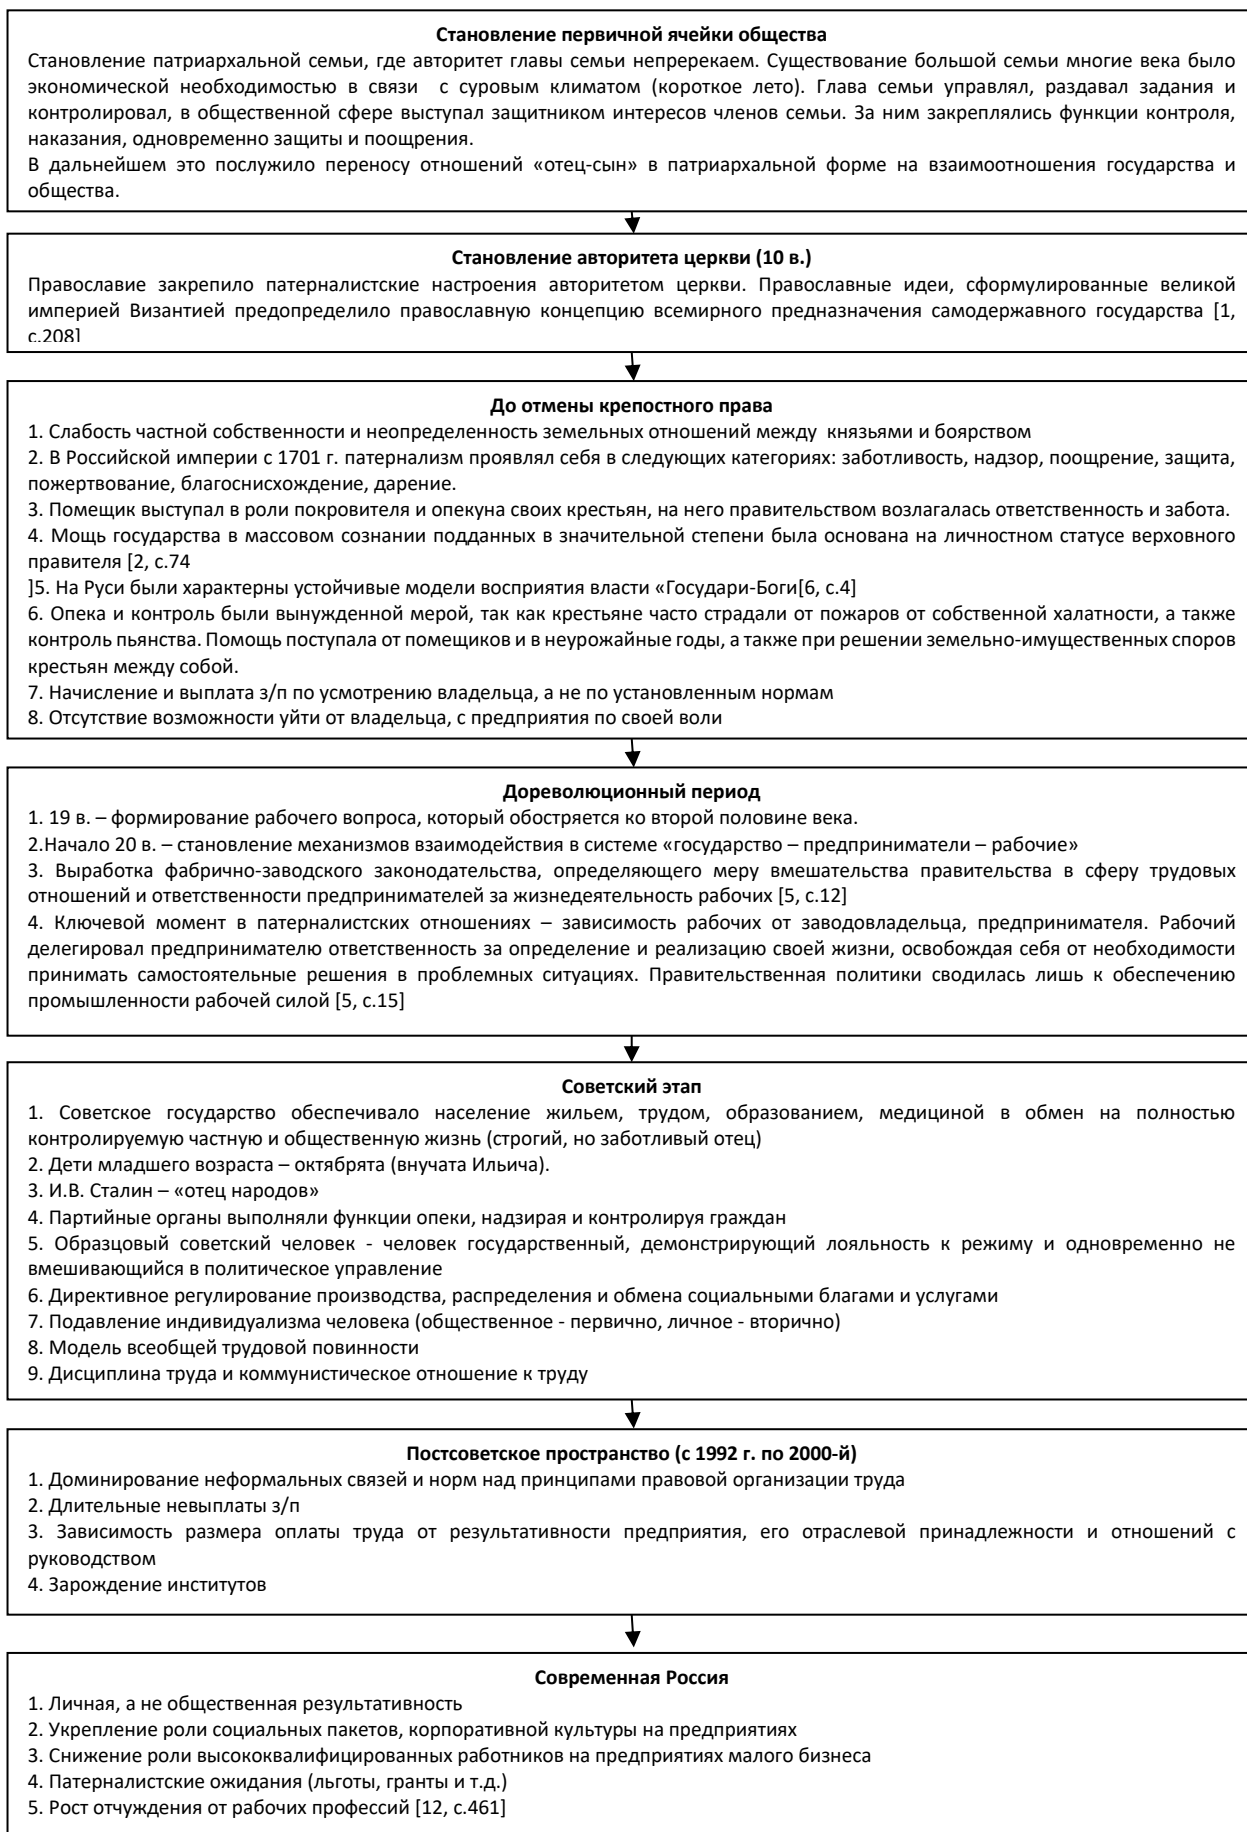 Становление первичной ячейки общества
Становление патриархальной семьи, где авторитет главы семьи непререкаем. Существование большой семьи многие века было
экономической необходимостью в связи с суровым климатом (короткое лето). Глава семьи управлял, раздавал задания и
контролировал, в общественной сфере выступал защитником интересов членов семьи. За ним закреплялись функции контроля,
наказания, одновременно защиты и поощрения.
В дальнейшем это послужило переносу отношений «отец-сын» в патриархальной форме на взаимоотношения государства и
общества.
Становление авторитета церкви (10 в.)
Православие закрепило патерналистские настроения авторитетом церкви. Православные идеи, сформулированные великой
империей Византией предопределило православную концепцию всемирного предназначения самодержавного государства [1,
с.208]
До отмены крепостного права
1. Слабость частной собственности и неопределенность земельных отношений между князьями и боярством
2. В Российской империи с 1701 г. патернализм проявлял себя в следующих категориях: заботливость, надзор, поощрение, защита,
пожертвование, благоснисхождение, дарение.
3. Помещик выступал в роли покровителя и опекуна своих крестьян, на него правительством возлагалась ответственность и забота.
4. Мощь государства в массовом сознании подданных в значительной степени была основана на личностном статусе верховного
правителя [2, с.74
]5. На Руси были характерны устойчивые модели восприятия власти «Государи-Боги[6, с.4]
6. Опека и контроль были вынужденной мерой, так как крестьяне часто страдали от пожаров от собственной халатности, а также
контроль пьянства. Помощь поступала от помещиков и в неурожайные годы, а также при решении земельно-имущественных споров
крестьян между собой.
7. Начисление и выплата з/п по усмотрению владельца, а не по установленным нормам
8. Отсутствие возможности уйти от владельца, с предприятия по своей воли
Дореволюционный период
1. 19 в. – формирование рабочего вопроса, который обостряется ко второй половине века.
2.Начало 20 в. – становление механизмов взаимодействия в системе «государство – предприниматели – рабочие»
3. Выработка фабрично-заводского законодательства, определяющего меру вмешательства правительства в сферу трудовых
отношений и ответственности предпринимателей за жизнедеятельность рабочих [5, с.12]
4. Ключевой момент в патерналистских отношениях – зависимость рабочих от заводовладельца, предпринимателя. Рабочий
делегировал предпринимателю ответственность за определение и реализацию своей жизни, освобождая себя от необходимости
принимать самостоятельные решения в проблемных ситуациях. Правительственная политики сводилась лишь к обеспечению
промышленности рабочей силой [5, с.15]
Советский этап
1. Советское государство обеспечивало население жильем, трудом, образованием, медициной в обмен на полностью
контролируемую частную и общественную жизнь (строгий, но заботливый отец)
2. Дети младшего возраста – октябрята (внучата Ильича).
3. И.В. Сталин – «отец народов»
4. Партийные органы выполняли функции опеки, надзирая и контролируя граждан
5. Образцовый советский человек - человек государственный, демонстрирующий лояльность к режиму и одновременно не
вмешивающийся в политическое управление
6. Директивное регулирование производства, распределения и обмена социальными благами и услугами
7. Подавление индивидуализма человека (общественное - первично, личное - вторично)
8. Модель всеобщей трудовой повинности
9. Дисциплина труда и коммунистическое отношение к труду
Постсоветское пространство (с 1992 г. по 2000-й)
1. Доминирование неформальных связей и норм над принципами правовой организации труда
2. Длительные невыплаты з/п
3. Зависимость размера оплаты труда от результативности предприятия, его отраслевой принадлежности и отношений с
руководством
4. Зарождение институтов
Современная Россия
1. Личная, а не общественная результативность
2. Укрепление роли социальных пакетов, корпоративной культуры на предприятиях
3. Снижение роли высококвалифицированных работников на предприятиях малого бизнеса
4. Патерналистские ожидания (льготы, гранты и т.д.)
5. Рост отчуждения от рабочих профессий [12, с.461]